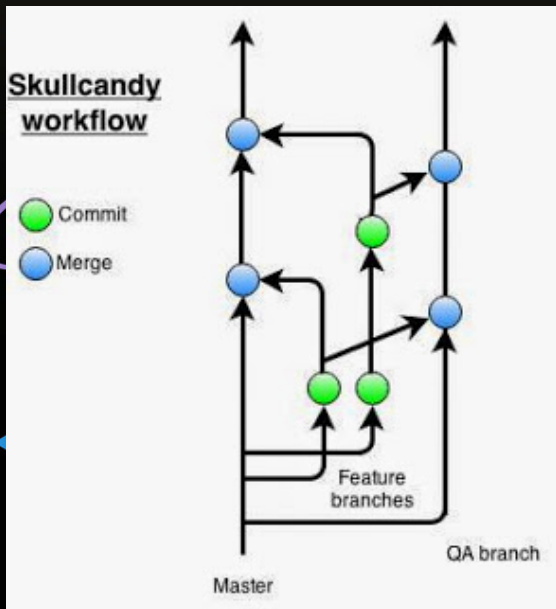 Skullcandy
workflow
Commit
Merge
Feature
branches
QA branch
Master